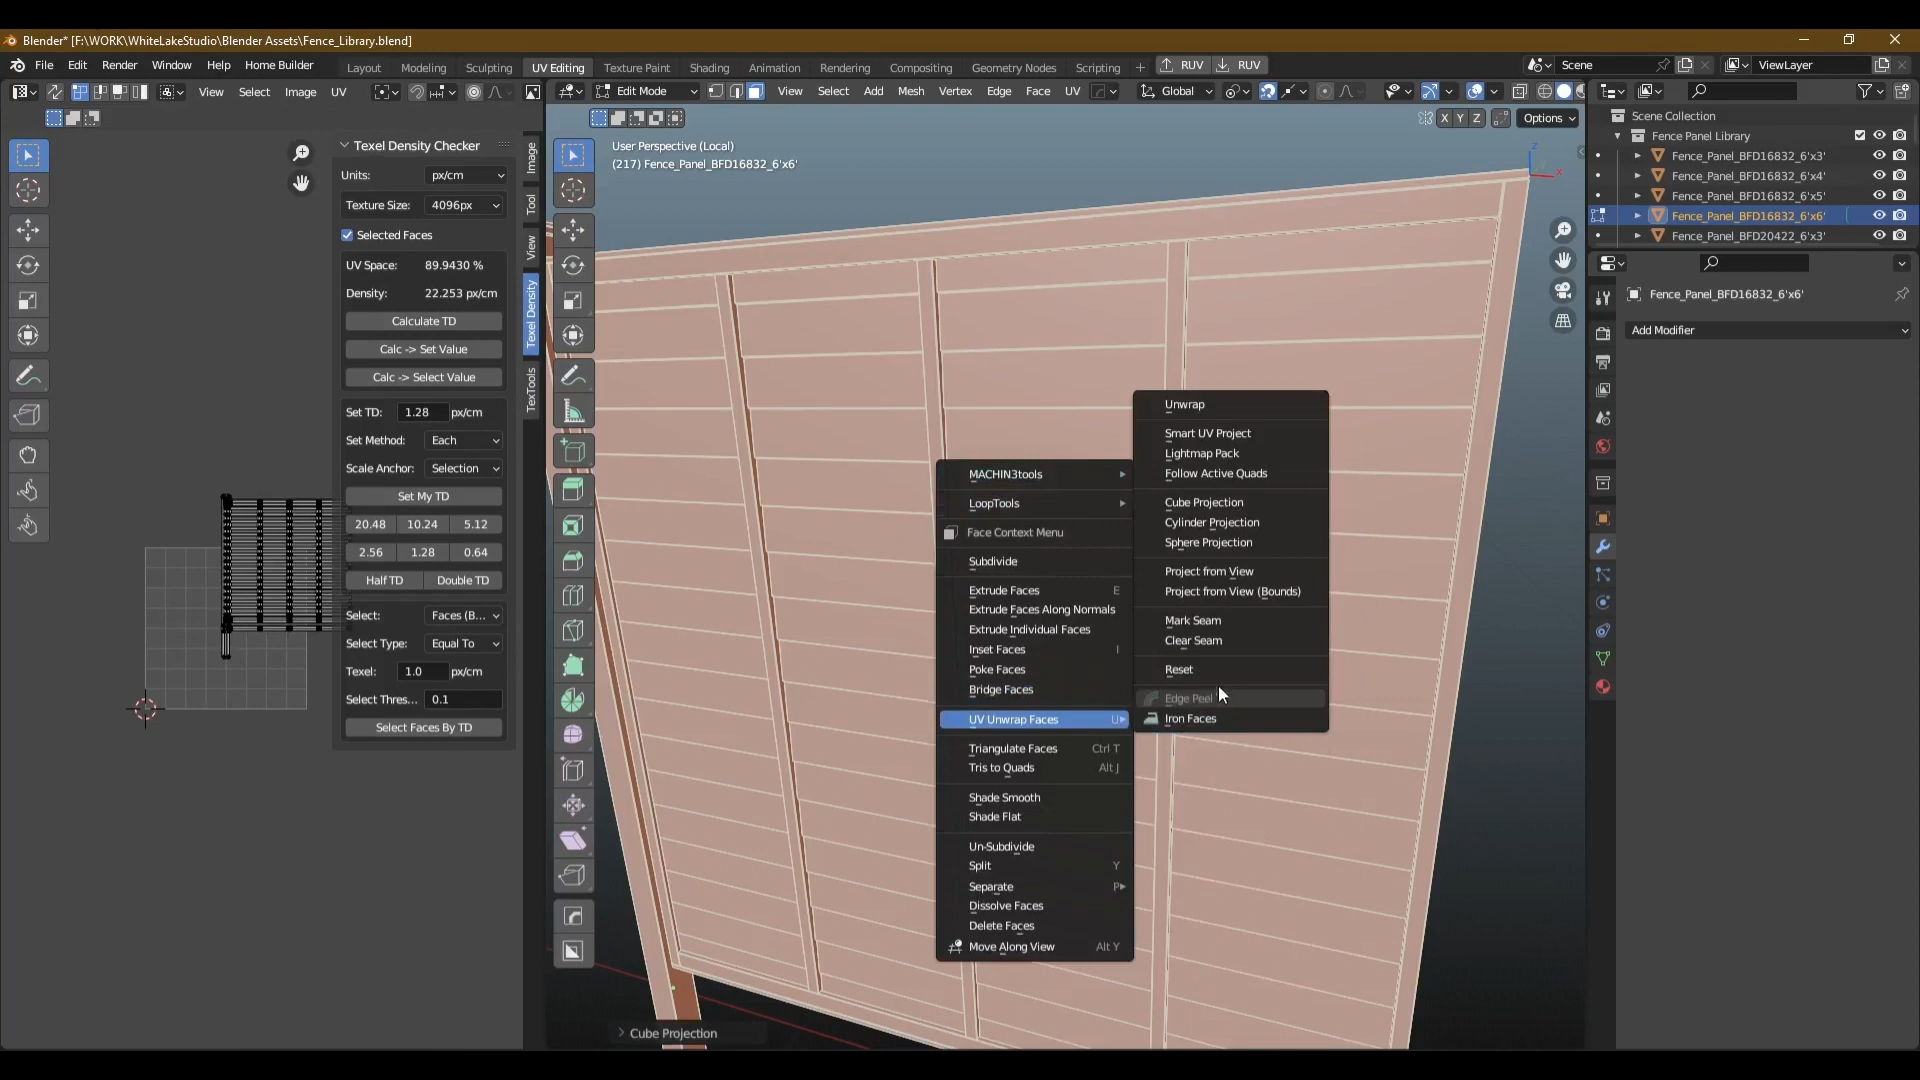 Blender* [F:\WORK\WhiteLakeStudio\Blender Assets\Fence_Library.blend]
File Edit Render Window Help Home Builder
Layout Modeling Sculpting UV Editing Texture Paint Shading Animation Rendering Compositing Geometry Nodes Scripting + RUV RUV
Scene
ViewLayer
View Select Image UV
Edit Mode
View Select Add Mesh Vertex Edge Face UV
Global
X Y Z
Options
User Perspective (Local)
(217) Fence_Panel_BFD16832_6'x6'
Z
X
Texel Density Checker
Units: px/cm
Texture Size: 4096px
Selected Faces
UV Space: 89.9430 %
Density: 22.253 px/cm
Calculate TD
Calc -> Set Value
Calc -> Select Value
Set TD: 1.28 px/cm
Set Method: Each
Scale Anchor: Selection
Set My TD
20.48 10.24 5.12
2.56 1.28 0.64
Half TD Double TD
Select: Faces (B...
Select Type: Equal To
Texel: 1.0 px/cm
Select Thres... 0.1
Select Faces By TD
Image
Tool
View
Texel Density
TexTools
MACHIN3tools
LoopTools
Face Context Menu
Subdivide
Extrude Faces E
Extrude Faces Along Normals
Extrude Individual Faces
Inset Faces I
Poke Faces
Bridge Faces
UV Unwrap Faces U
Triangulate Faces Ctrl T
Tris to Quads Alt J
Shade Smooth
Shade Flat
Un-Subdivide
Split Y
Separate P
Dissolve Faces
Delete Faces
Move Along View Alt Y
Unwrap
Smart UV Project
Lightmap Pack
Follow Active Quads
Cube Projection
Cylinder Projection
Sphere Projection
Project from View
Project from View (Bounds)
Mark Seam
Clear Seam
Reset
Edge Peel
Iron Faces
Cube Projection
Scene Collection
Fence Panel Library
Fence_Panel_BFD16832_6'x3'
Fence_Panel_BFD16832_6'x4'
Fence_Panel_BFD16832_6'x5'
Fence_Panel_BFD16832_6'x6'
Fence_Panel_BFD20422_6'x3'
Fence_Panel_BFD16832_6'x6'
Add Modifier